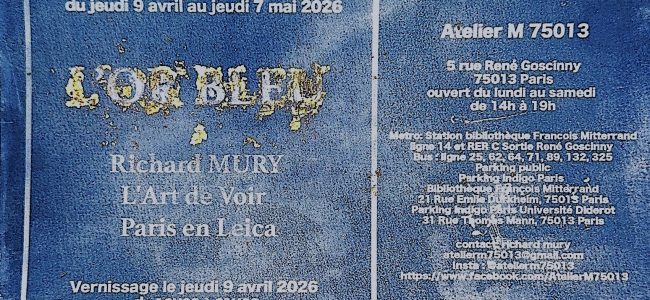 du jeudi 9 avril au jeudi 7 mai 2026
L'OR BLEU
Richard MURY
L'Art de Voir
Paris en Leica
Vernissage le jeudi 9 avril 2026
Atelier M 75013
5 rue René Goscinny
75013 Paris
ouvert du lundi au samedi
de 14h à 19h
Metro: Station bibliothèque Francois Mitterrand
ligne 14 et RER C Sortie René Goscinny
Bus : ligne 25, 62, 64, 71, 89, 132, 325
Parking public
Parking Indigo Paris
Bibliothèque François Mitterrand
21 Rue Emile Durkheim, 75013 Paris
Parking Indigo Paris Université Diderot
31 Rue Thomas Mann, 75013 Paris
contact richard mury
atelierm75013@gmail.com
Insta : @atelierm75013
https://www.facebook.com/AtelierM75013